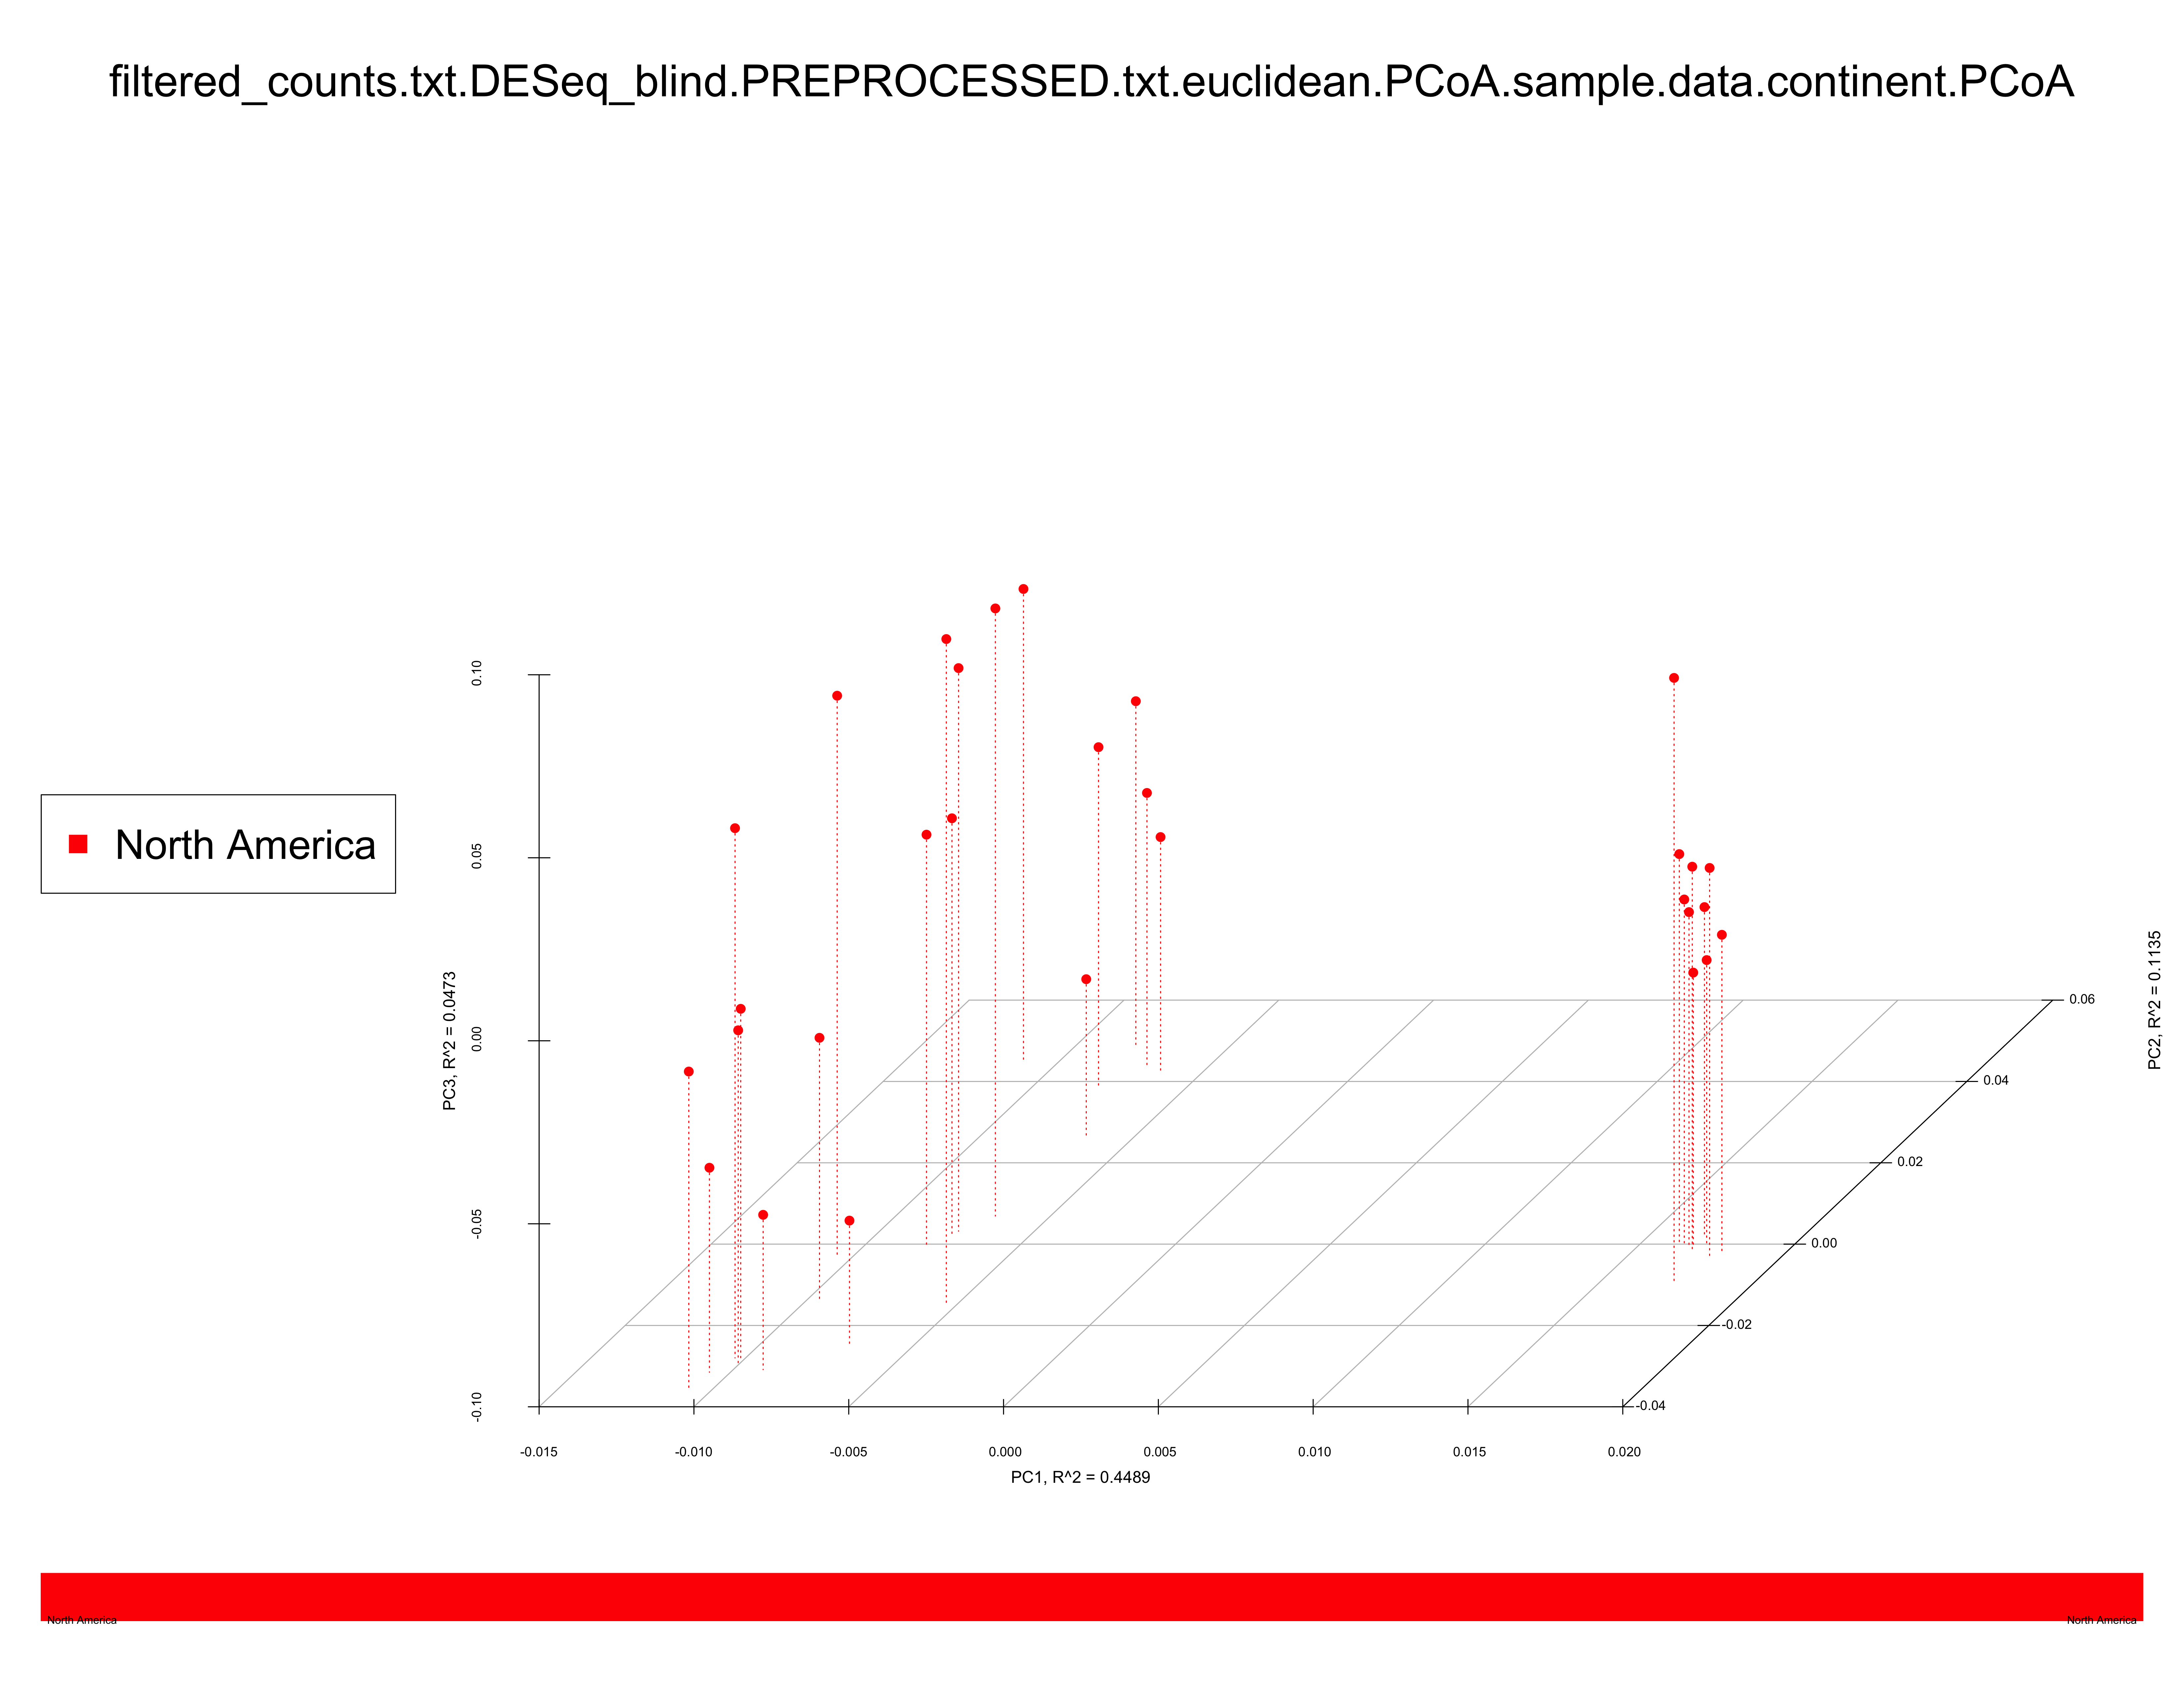 filtered_counts.txt.DESeq_blind.PREPROCESSED.txt.euclidean.PCoA.sample.data.continent.PCoA
North America
PC3, R^2 = 0.0473
0.10
0.05
0.00
-0.05
-0.10
-0.015
-0.010
-0.005
0.000
0.005
0.010
0.015
0.020
PC1, R^2 = 0.4489
0.06
0.04
0.02
0.00
-0.02
-0.04
PC2, R^2 = 0.1135
North America
North America